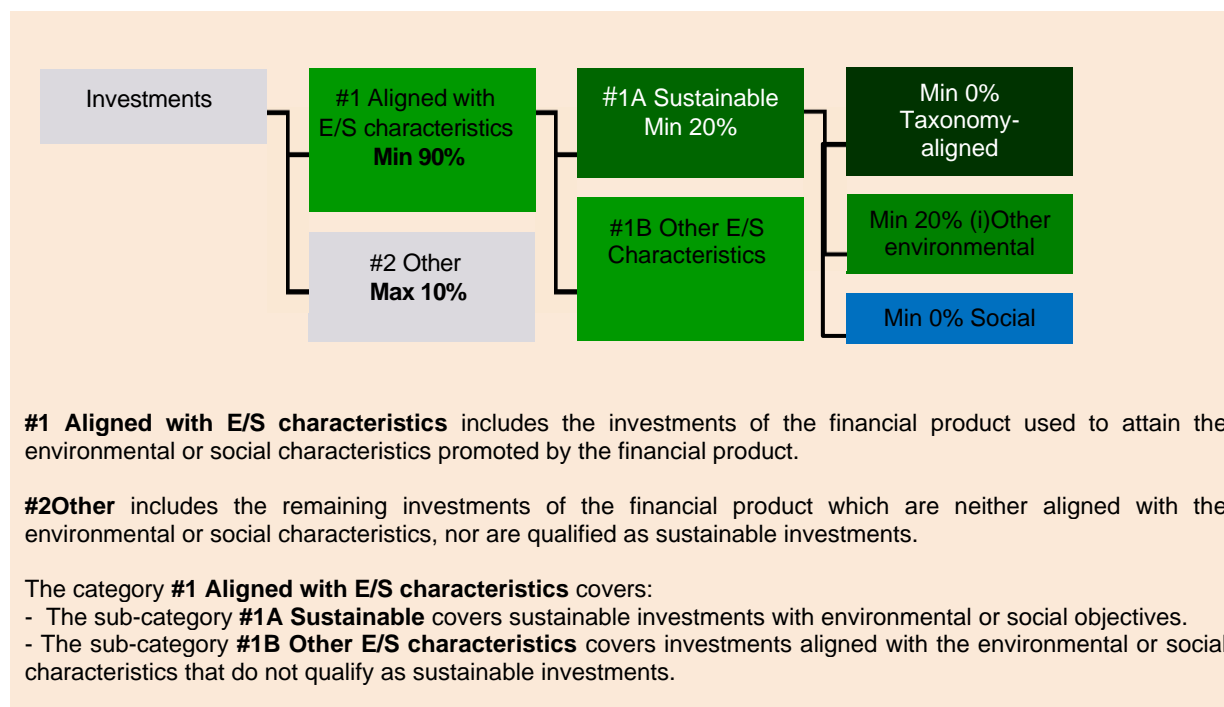 Investments
#1 Aligned with
E/S characteristics
Min 90%
#2 Other
Max 10%
#1A Sustainable
Min 20%
#1B Other E/S
Characteristics
Min 0%
Taxonomy-
aligned
Min 20% (i)Other
environmental
Min 0% Social
#1 Aligned with E/S characteristics includes the investments of the financial product used to attain the
environmental or social characteristics promoted by the financial product.
#2Other includes the remaining investments of the financial product which are neither aligned with the
environmental or social characteristics, nor are qualified as sustainable investments.
The category #1 Aligned with E/S characteristics covers:
- The sub-category #1A Sustainable covers sustainable investments with environmental or social objectives.
- The sub-category #1B Other E/S characteristics covers investments aligned with the environmental or social
characteristics that do not qualify as sustainable investments.